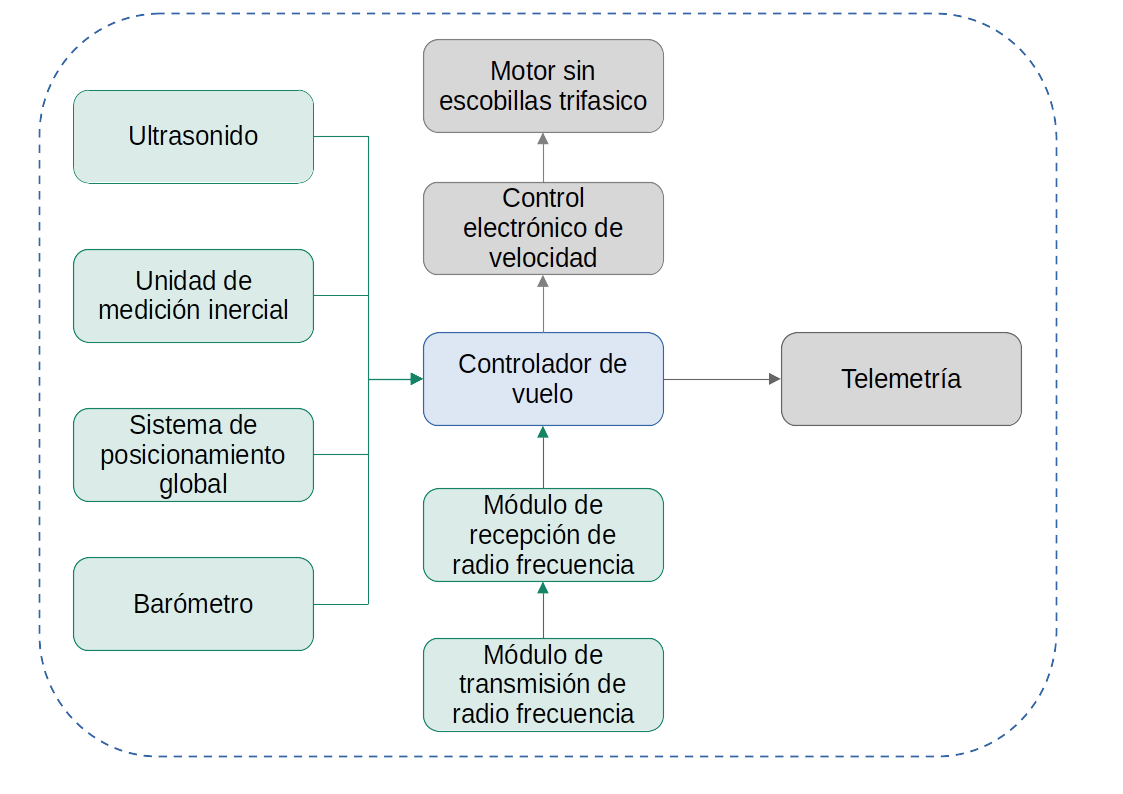 Motor sin
escobillas trifasico
Ultrasonido
Control
electrónico de
velocidad
Unidad de
medición inercial
Controlador de
vuelo
Telemetría
Sistema de
posicionamiento
global
Módulo de
recepción de
radio frecuencia
Barómetro
Módulo de
transmisión de
radio frecuencia